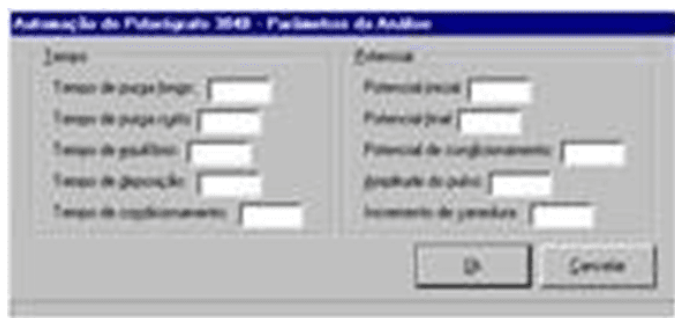 Automação do Polarógrafo 384B - Parâmetros da Análise
Tempo
Tempo de purga longo:
Tempo de purga curto:
Tempo de equilíbrio:
Tempo de deposição:
Tempo de condicionamento:
Potencial
Potencial inicial:
Potencial final:
Potencial de condicionamento:
Amplitude do pulso:
Incremento de varredura:
Ok
Cancelar